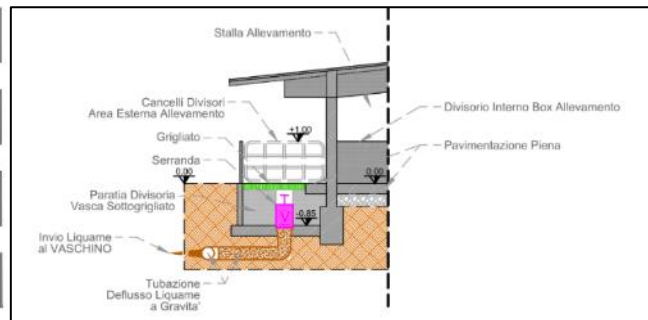 Stalla Allevamento
Cancelli Divisori
Area Esterna Allevamento
+1.00
Divisorio Interno Box Allevamento
Grigliato
Serranda
Pavimentazione Piena
0.00
0.00
Paratia Divisoria
Vasca Sottogrigliato
-0.85
Invio Liquame
al VASCHINO
Tubazione
Deflusso Liquame
a Gravita'